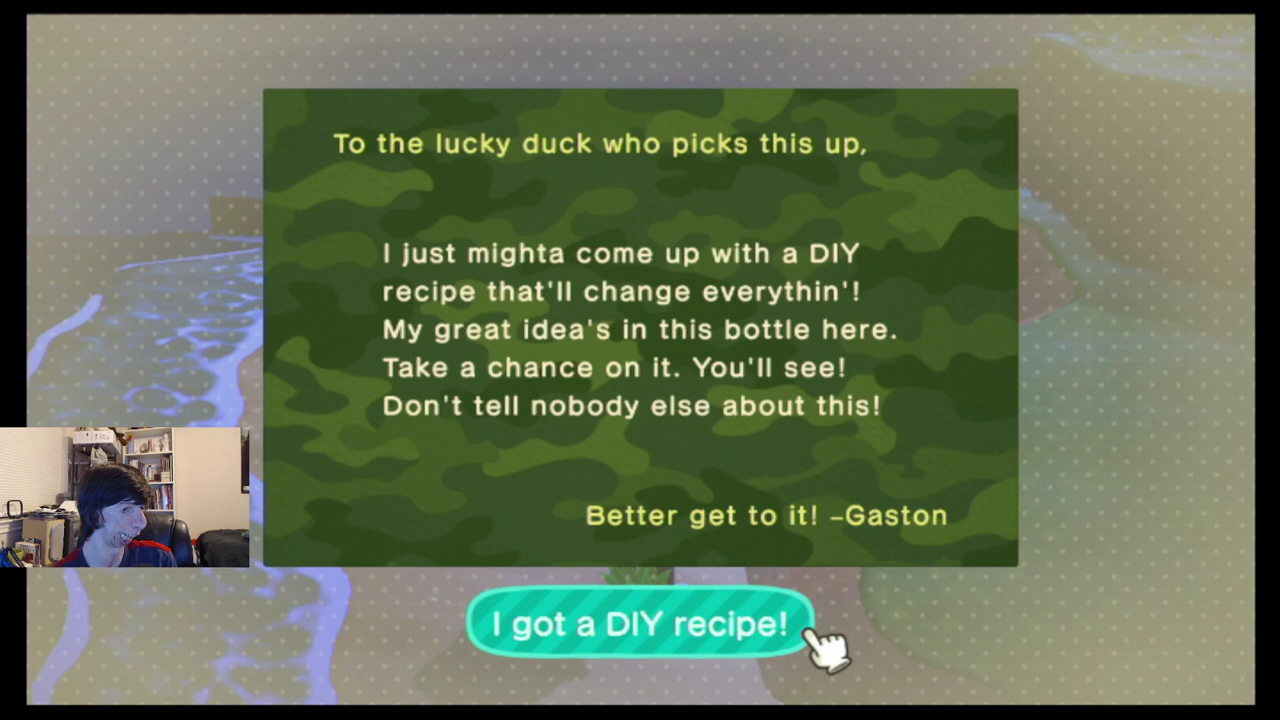 To the lucky duck who picks this up,
I just mighta come up with a DIY
recipe that'll change everythin'!
My great idea's in this bottle here.
Take a chance on it. You'll see!
Don't tell nobody else about this!
Better get to it! –Gaston
I got a DIY recipe!